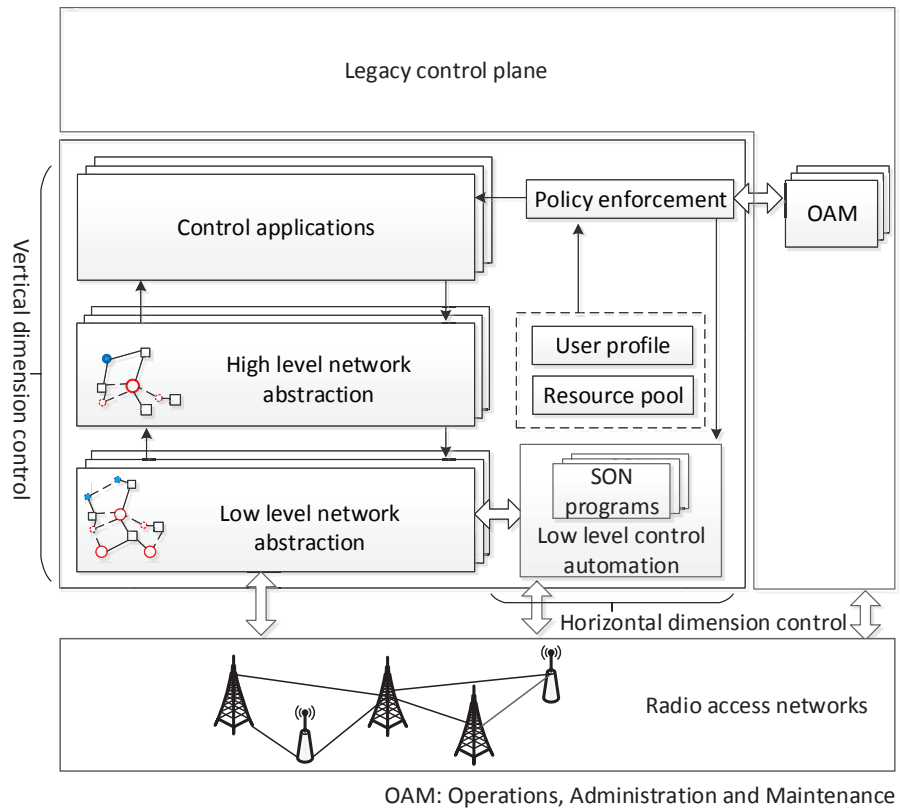 Legacy control plane
Control applications
Policy enforcement
OAM
Vertical dimension control
High level network
abstraction
User profile
Resource pool
Low level network
abstraction
SON
programs
Low level control
automation
Horizontal dimension control
Radio access networks
OAM: Operations, Administration and Maintenance